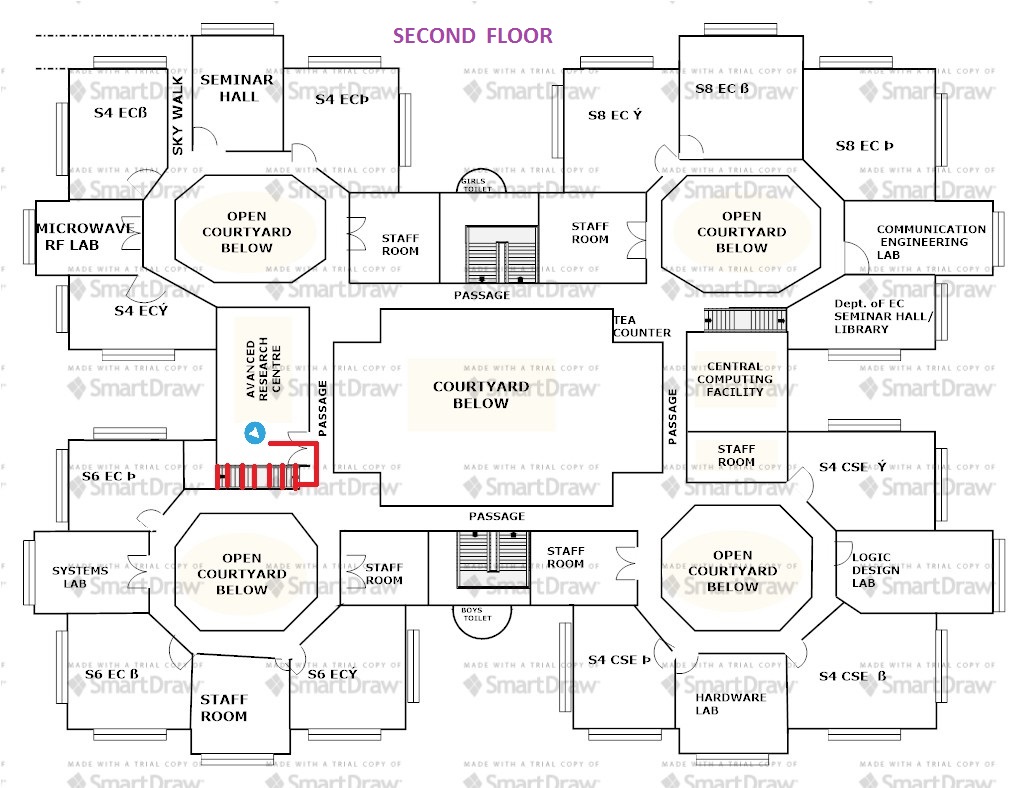 SECOND FLOOR
SEMINAR
HALL
SKY WALK
S4 ECß
S4 ECÞ
S8 EC Ý
S8 EC ß
S8 EC Þ
GIRLS
TOILET
MICROWAVE
RF LAB
OPEN
COURTYARD
BELOW
STAFF
ROOM
STAFF
ROOM
OPEN
COURTYARD
BELOW
COMMUNICATION
ENGINEERING
LAB
S4 ECÝ
PASSAGE
TEA
COUNTER
Dept. of EC
SEMINAR HALL/
LIBRARY
AVANCED
RESEARCH
CENTRE
PASSAGE
COURTYARD
BELOW
PASSAGE
CENTRAL
COMPUTING
FACILITY
STAFF
ROOM
S6 EC Þ
S4 CSE Ý
PASSAGE
SYSTEMS
LAB
OPEN
COURTYARD
BELOW
STAFF
ROOM
STAFF
ROOM
OPEN
COURTYARD
BELOW
LOGIC
DESIGN
LAB
BOYS
TOILET
S6 EC ß
STAFF
ROOM
S6 ECÝ
S4 CSE Þ
HARDWARE
LAB
S4 CSE ß
MADE WITH A TRIAL COPY OF
SmartDraw